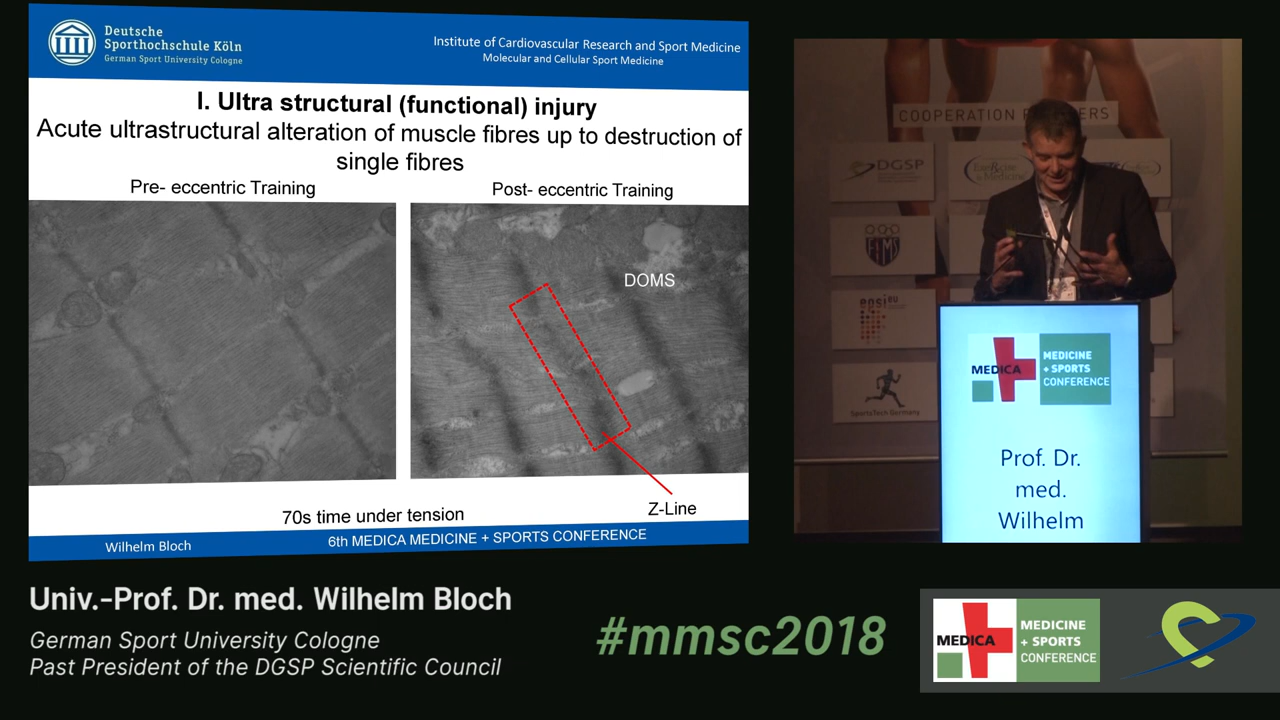 Deutsche
Sporthochschule Köln
German Sport University Cologne
Institute of Cardiovascular Research and Sport Medicine
Molecular and Cellular Sport Medicine
I. Ultra structural (functional) injury
Acute ultrastructural alteration of muscle fibres up to destruction of
single fibres
Pre- eccentric Training
Post- eccentric Training
DOMS
Z-Line
70s time under tension
Wilhelm Bloch
6th MEDICA MEDICINE + SPORTS CONFERENCE
COOPERATION P
ERS
DGSP
FIMS
epsi eu
SportsTech Germany
MEDICA
MEDICINE
+ SPORTS
CONFERENCE
Prof. Dr.
med.
Wilhelm
Univ.-Prof. Dr. med. Wilhelm Bloch
German Sport University Cologne
Past President of the DGSP Scientific Council
#mmsc2018
MEDICA
MEDICINE
+ SPORTS
CONFERENCE